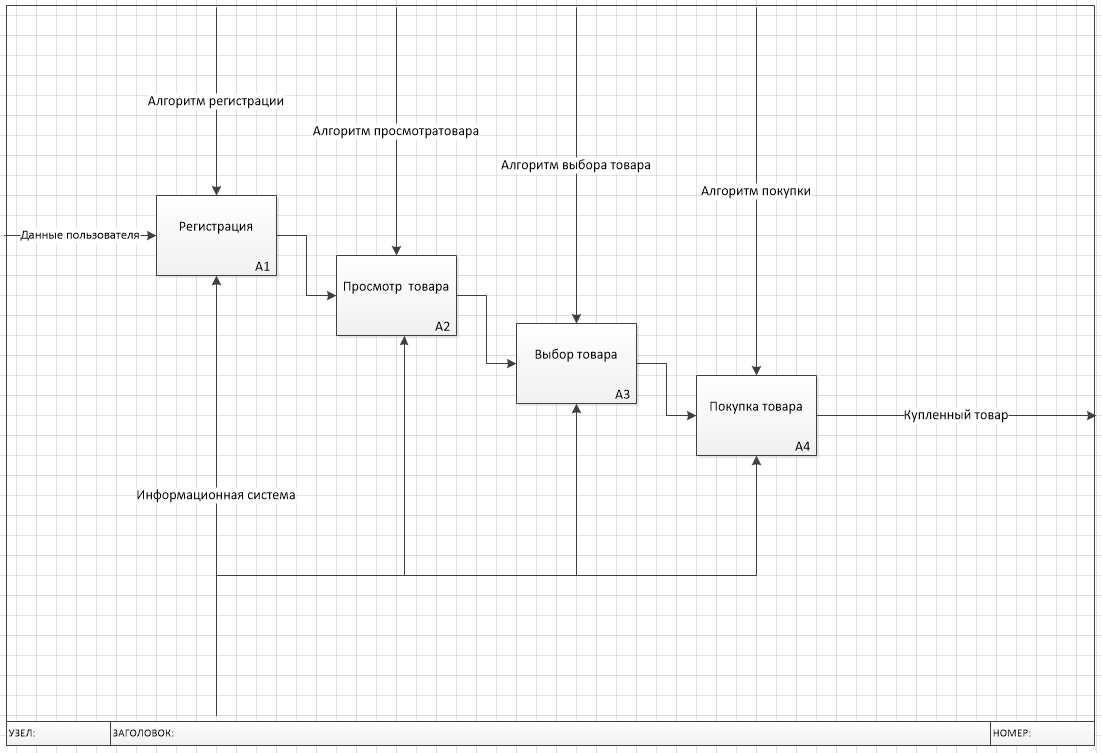 Алгоритм регистрации
Алгоритм просмотратовара
Алгоритм выбора товара
Алгоритм покупки
Данные пользователя
Регистрация
A1
Просмотр товара
A2
Выбор товара
A3
Покупка товара
A4
Купленный товар
Информационная система
УЗЕЛ:
ЗАГОЛОВОК:
НОМЕР: